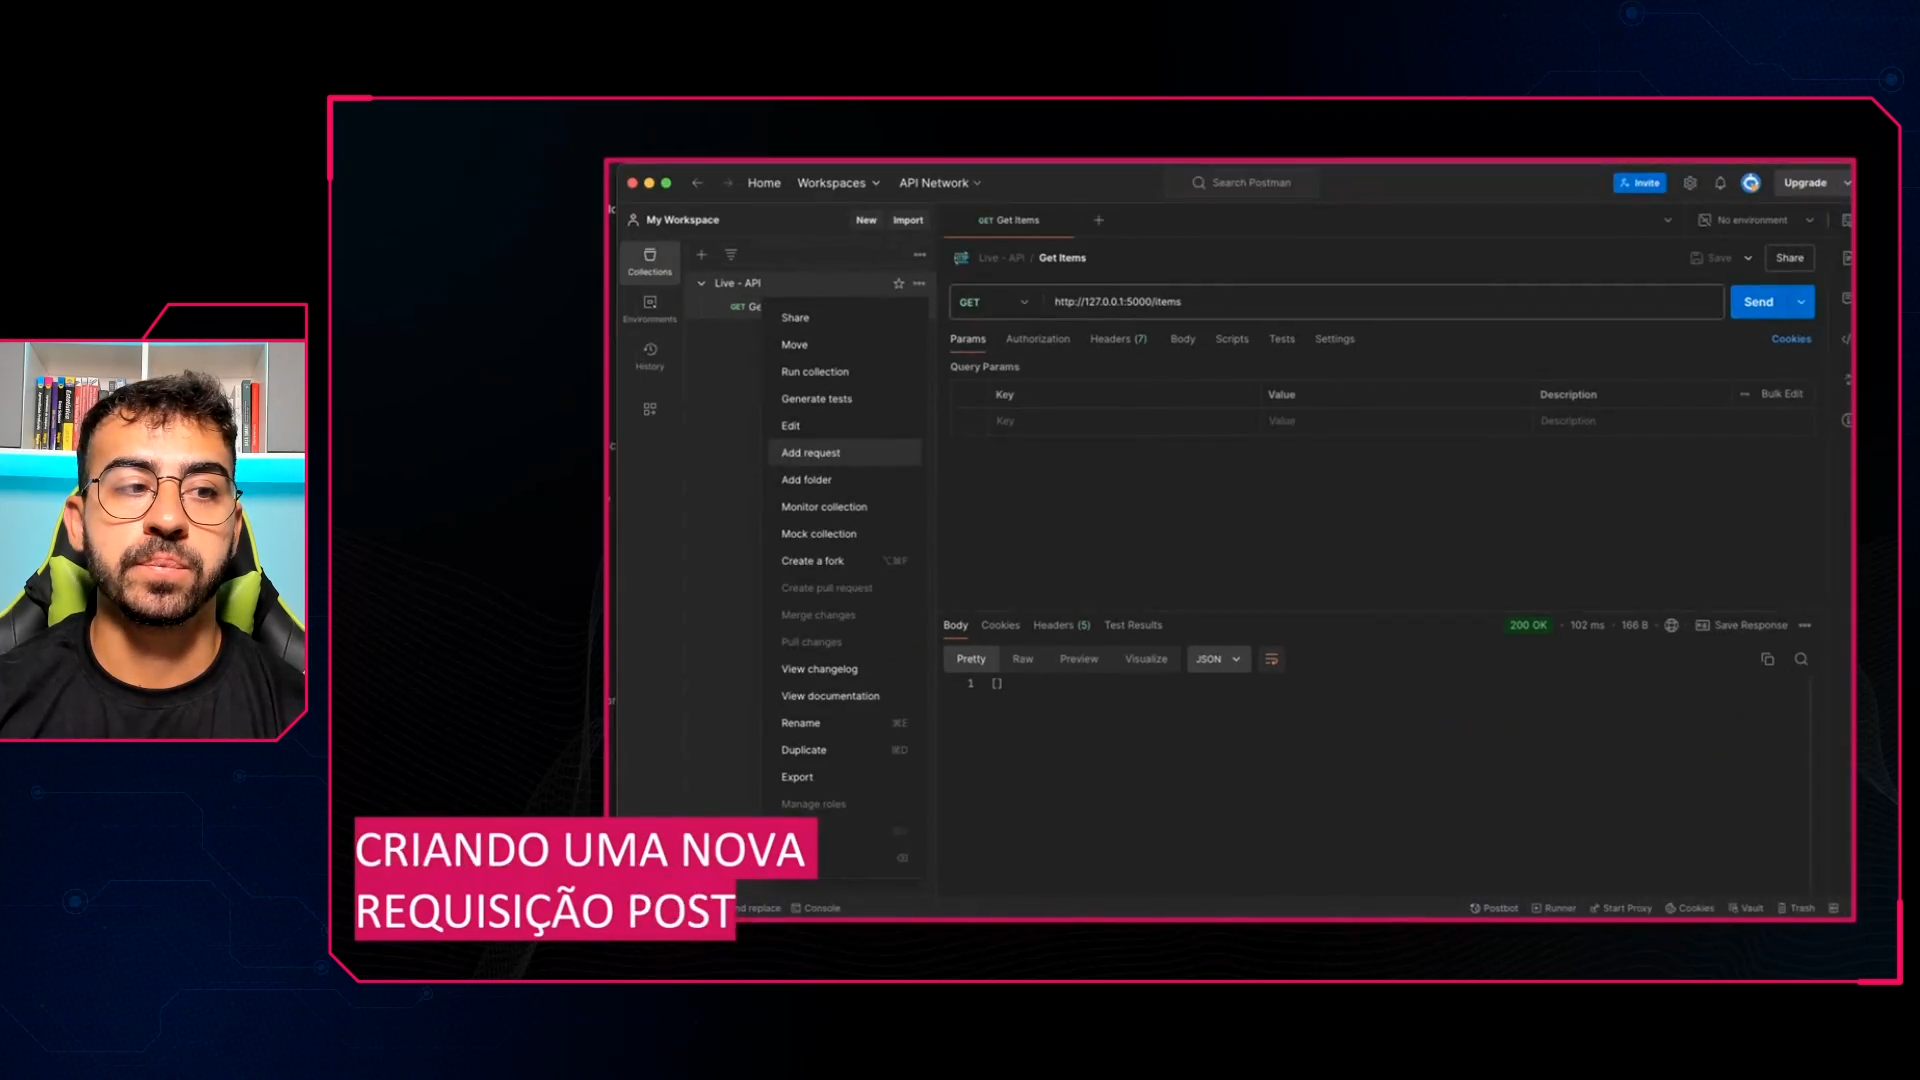 Home
Workspaces
API Network
Search Postman
Invite
Upgrade
My Workspace
New
Import
GET Get Items
No environment
Collections
Environments
History
Live - API
GET Ge
Share
Move
Run collection
Generate tests
Edit
Add request
Add folder
Monitor collection
Mock collection
Create a fork ⌥⌘F
Create pull request
Merge changes
Pull changes
View changelog
View documentation
Rename ⌘E
Duplicate ⌘D
Export
Manage roles
Live - API / Get Items
Save
Share
GET
http://127.0.0.1:5000/items
Send
Params Authorization Headers (7) Body Scripts Tests Settings
Cookies
Query Params
Key Value Description Bulk Edit
Key Value Description
Body Cookies Headers (5) Test Results
200 OK · 102 ms · 166 B
Save Response
Pretty Raw Preview Visualize JSON
1 []
CRIANDO UMA NOVA
REQUISIÇÃO POST
nd replace
Console
Postbot Runner Start Proxy Cookies Vault Trash